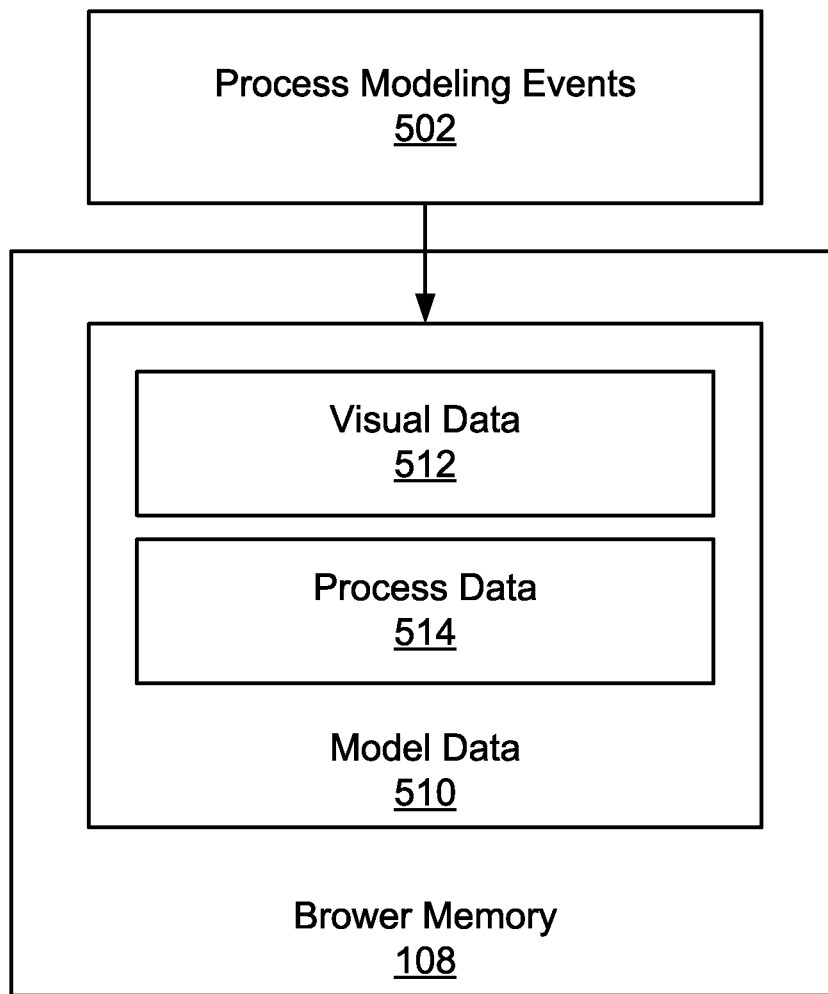 Process Modeling Events
502
Visual Data
512
Process Data
514
Model Data
510
Brower Memory
108